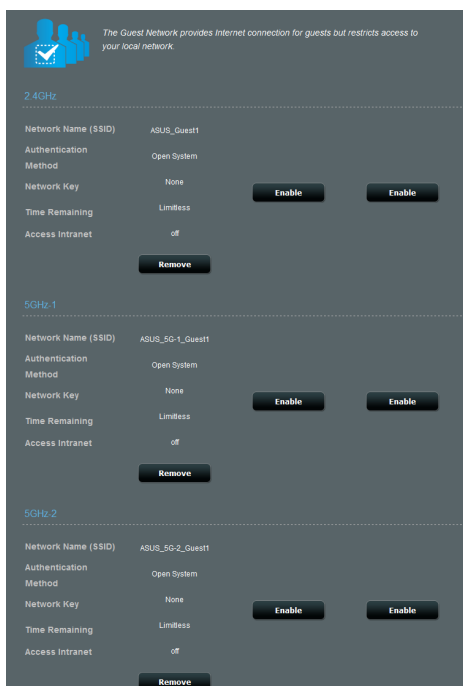 The Guest Network provides Internet connection for guests but restricts access to
your local network.
2.4GHz
Network Name (SSID) ASUS_Guest1
Authentication
Method
Open System
Network Key None
Enable Enable
Time Remaining Limitless
Access Intranet off
Remove
5GHz-1
Network Name (SSID) ASUS_5G-1_Guest1
Authentication
Method
Open System
Network Key None
Enable Enable
Time Remaining Limitless
Access Intranet off
Remove
5GHz-2
Network Name (SSID) ASUS_5G-2_Guest1
Authentication
Method
Open System
Network Key None
Enable Enable
Time Remaining Limitless
Access Intranet off
Remove